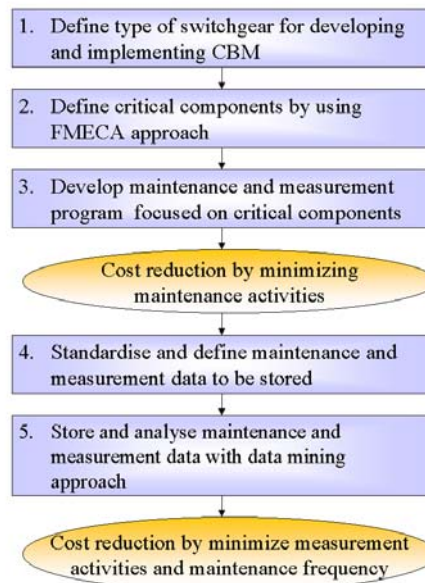 1. Define type of switchgear for developing
and implementing CBM
2. Define critical components by using
FMECA approach
3. Develop maintenance and measurement
program focused on critical components
Cost reduction by minimizing
maintenance activities
4. Standardise and define maintenance and
measurement data to be stored
5. Store and analyse maintenance and
measurement data with data mining
approach
Cost reduction by minimize measurement
activities and maintenance frequency